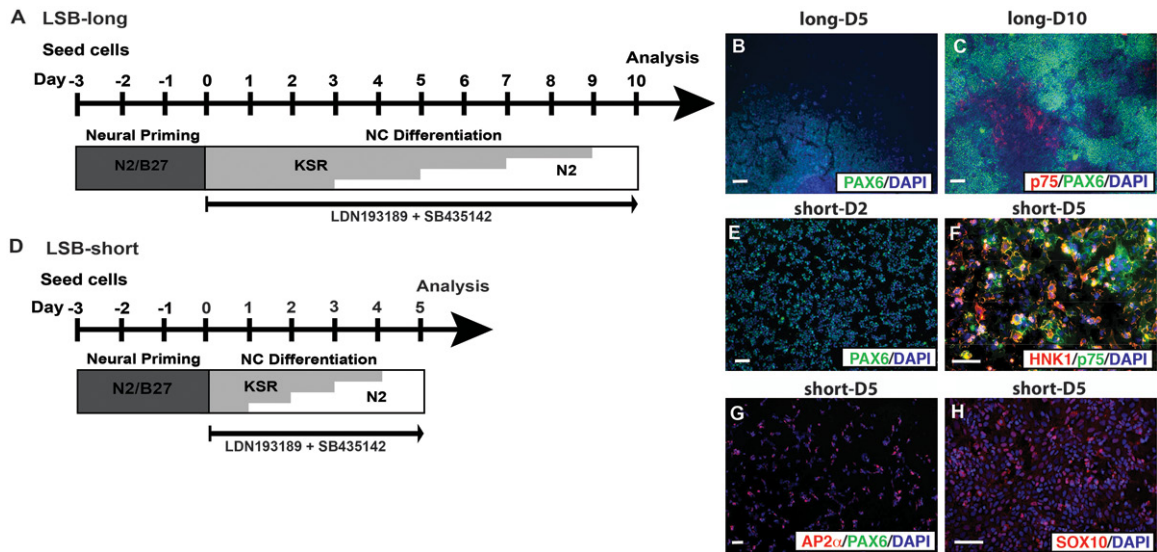 A LSB-long
Seed cells
Analysis
Day -3 -2 -1 0 1 2 3 4 5 6 7 8 9 10
Neural Priming NC Differentiation
N2/B27 KSR N2
LDN193189 + SB435142
D LSB-short
Seed cells
Analysis
Day -3 -2 -1 0 1 2 3 4 5
Neural Priming NC Differentiation
N2/B27 KSR N2
LDN193189 + SB435142
long-D5 long-D10
B C
PAX6/DAPI p75/PAX6/DAPI
short-D2 short-D5
E F
PAX6/DAPI HNK1/p75/DAPI
short-D5 short-D5
G H
AP2α/PAX6/DAPI SOX10/DAPI